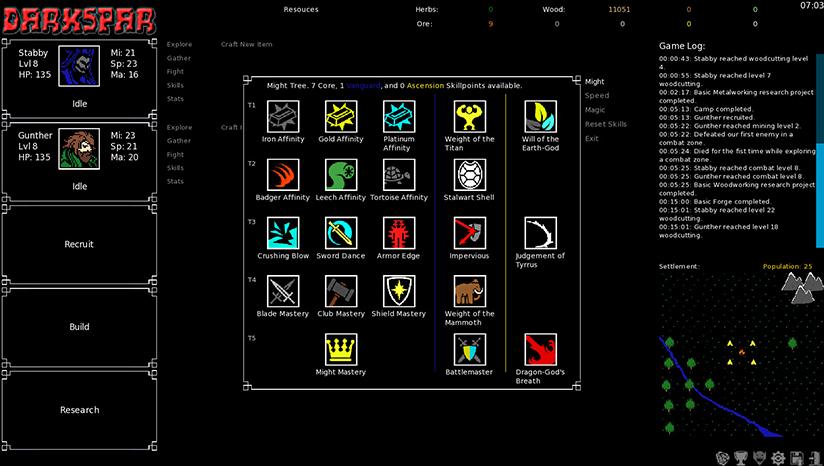 DARKSPAR
Resouces
Herbs: 0
Wood: 11051
0
0
Ore: 9
0
0
0
0
07:03
Stabby
Lvl 8
HP: 135
Mi: 21
Sp: 23
Ma: 16
Idle
Explore
Gather
Fight
Skills
Stats
Craft New Item
Gunther
Lvl 8
HP: 135
Mi: 23
Sp: 21
Ma: 20
Idle
Explore
Gather
Fight
Skills
Stats
Craft
Recruit
Build
Research
Might Tree. 7 Core, 1 Vanguard, and 0 Ascension Skillpoints available.
T1
Iron Affinity
Gold Affinity
Platinum
Affinity
Weight of the
Titan
Will of the
Earth-God
T2
Badger Affinity
Leech Affinity
Tortoise Affinity
Stalwart Shell
T3
Crushing Blow
Sword Dance
Armor Edge
Impervious
Judgement of
Tyrrus
T4
Blade Mastery
Club Mastery
Shield Mastery
Weight of the
Mammoth
T5
Might Mastery
Battlemaster
Dragon-God's
Breath
Might
Speed
Magic
Reset Skills
Exit
Game Log:
00:00:43: Stabby reached woodcutting level
4.
00:00:55: Stabby reached level 7
woodcutting.
00:02:17: Basic Metalworking research project
completed.
00:05:13: Camp completed.
00:05:13: Gunther recruited.
00:05:22: Gunther reached mining level 2.
00:05:22: Defeated our first enemy in a
combat zone.
00:05:24: Died for the fist time while exploring
a combat zone.
00:05:25: Stabby reached combat level 8.
00:05:25: Gunther reached combat level 8.
00:05:25: Basic Woodworking research project
completed.
00:15:00: Basic Forge completed.
00:15:01: Stabby reached level 22
woodcutting.
00:15:01: Gunther reached level 18
woodcutting.
Settlement:
Population: 25